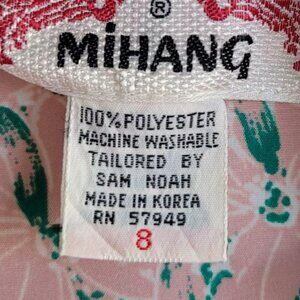 ®
MiHANG
100% POLYESTER
MACHINE WASHABLE
TAILORED BY
SAM NOAH
MADE IN KOREA
RN 57949
8